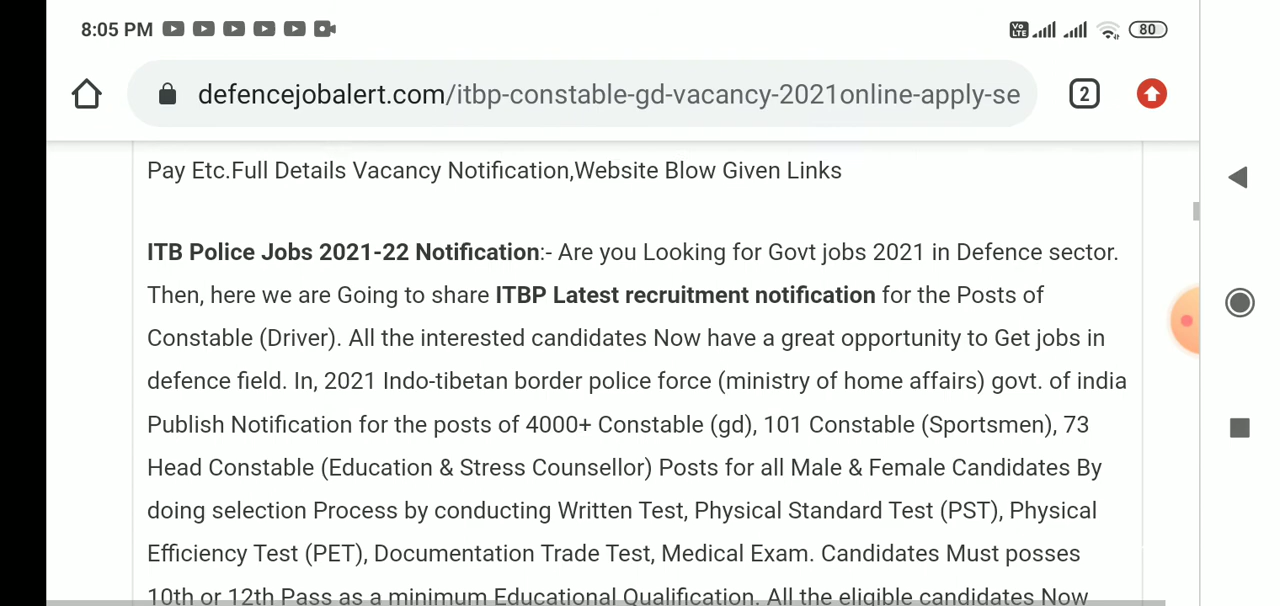 8:05 PM
Vo LTE
80
defencejobalert.com/itbp-constable-gd-vacancy-2021online-apply-se
2
Pay Etc.Full Details Vacancy Notification,Website Blow Given Links
ITB Police Jobs 2021-22 Notification:- Are you Looking for Govt jobs 2021 in Defence sector.
Then, here we are Going to share ITBP Latest recruitment notification for the Posts of
Constable (Driver). All the interested candidates Now have a great opportunity to Get jobs in
defence field. In, 2021 Indo-tibetan border police force (ministry of home affairs) govt. of india
Publish Notification for the posts of 4000+ Constable (gd), 101 Constable (Sportsmen), 73
Head Constable (Education & Stress Counsellor) Posts for all Male & Female Candidates By
doing selection Process by conducting Written Test, Physical Standard Test (PST), Physical
Efficiency Test (PET), Documentation Trade Test, Medical Exam. Candidates Must posses
10th or 12th Pass as a minimum Educational Qualification. All the eligible candidates Now